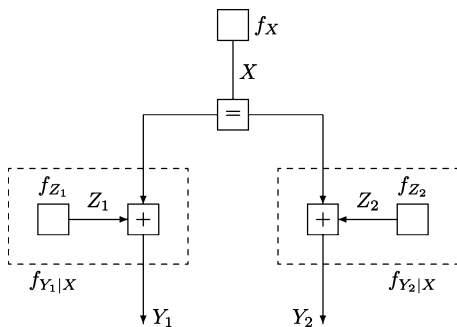 f_X
X
=
f_{Z_1}
Z_1
+
f_{Z_2}
Z_2
+
f_{Y_1|X}
f_{Y_2|X}
Y_1
Y_2